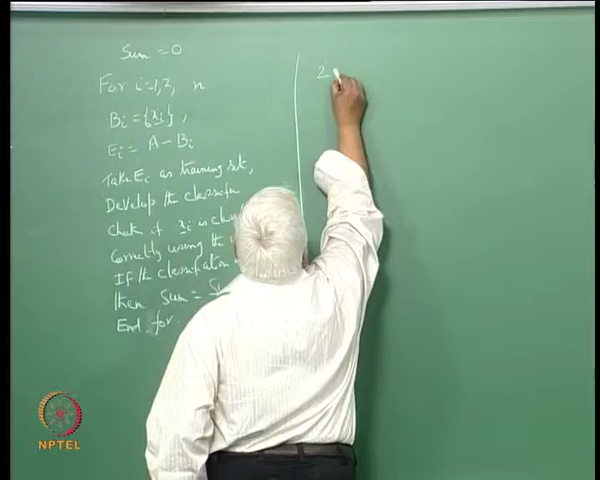 Sum = 0
For i=1,2, n
Bi = {xi},
Ei = A - Bi
Take Ei as training set,
Develop the classifier
check if xi is
Correctly using the
If the classification
then Sum =
End for
2
NPTEL